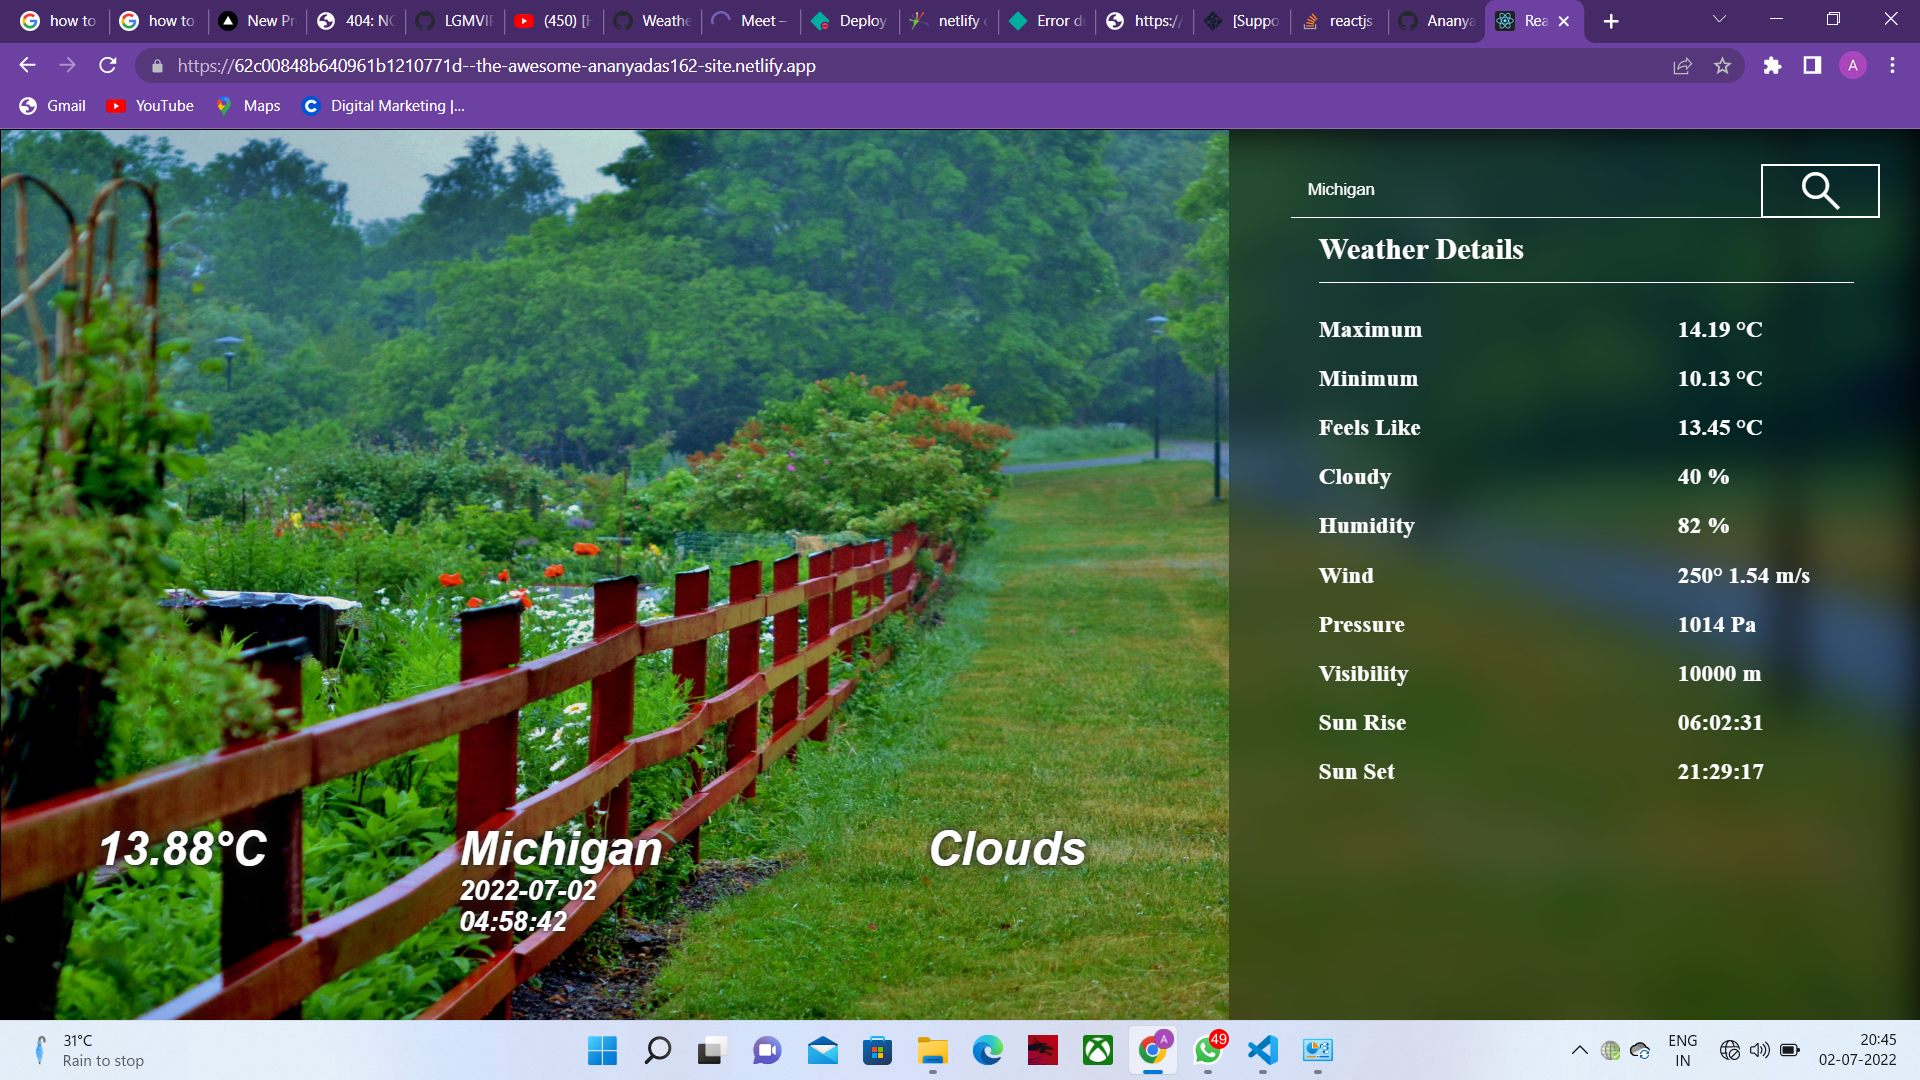 how to
how to
New Pr
404: NO
LGMVIP
(450) [H
Weathe
Meet –
Deploy
netlify
Error d
https:/
[Suppo
reactjs
Ananya
Rea
https://62c00848b640961b1210771d--the-awesome-ananyadas162-site.netlify.app
A
Gmail
YouTube
Maps
Digital Marketing |...
Michigan
Weather Details
Maximum 14.19 °C
Minimum 10.13 °C
Feels Like 13.45 °C
Cloudy 40 %
Humidity 82 %
Wind 250° 1.54 m/s
Pressure 1014 Pa
Visibility 10000 m
Sun Rise 06:02:31
Sun Set 21:29:17
13.88°C
Michigan
2022-07-02
04:58:42
Clouds
31°C
Rain to stop
A
49
ENG
IN
20:45
02-07-2022